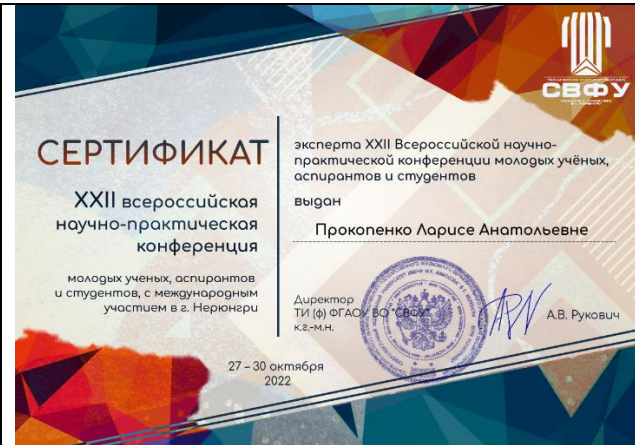 СВФУ
СЕРТИФИКАТ
XXII всероссийская
научно-практическая
конференция
молодых ученых, аспирантов
и студентов, с международным
участием в г. Нерюнгри
27 – 30 октября
2022
эксперта XXII Всероссийской научно-
практической конференции молодых учёных,
аспирантов и студентов
выдан
Прокопенко Ларисе Анатольевне
Директор
ТИ (ф) ФГАОУ ВО "СВФУ"
к.г.-м.н.
А.В. Рукович